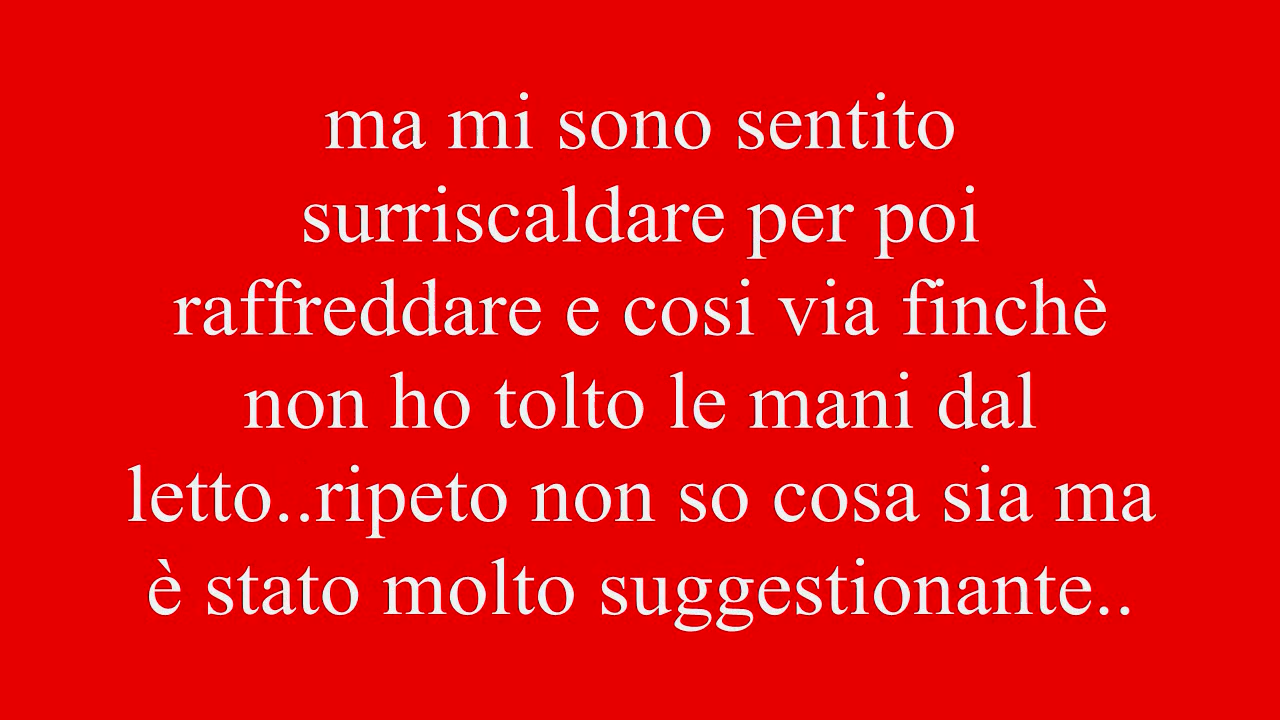 ma mi sono sentito
surriscaldare per poi
raffreddare e cosi via finchè
non ho tolto le mani dal
letto..ripeto non so cosa sia ma
è stato molto suggestionante..